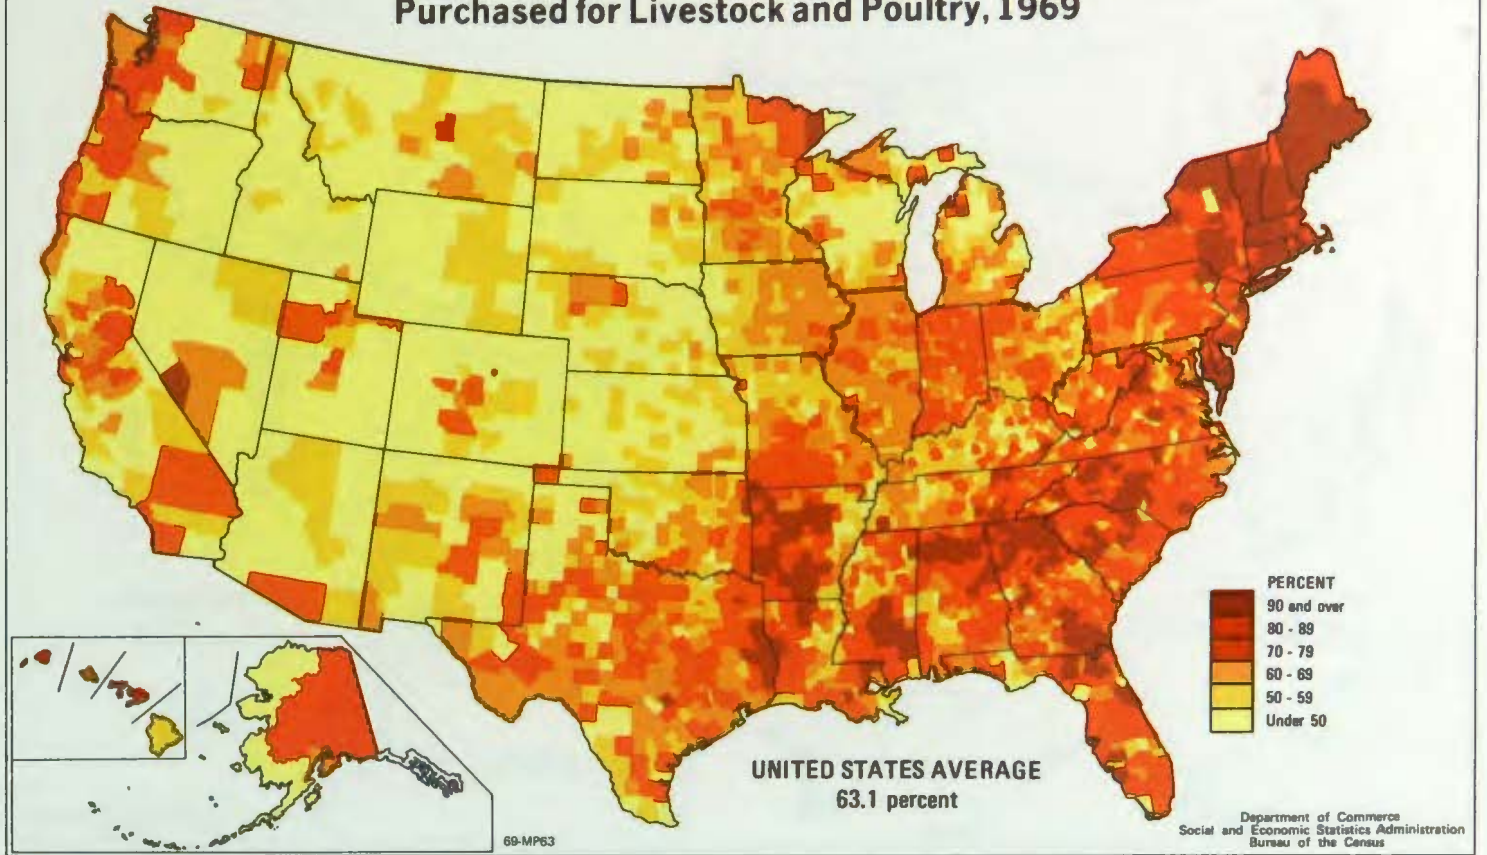 Purchased for Livestock and Poultry, 1969
PERCENT
90 and over
80 - 89
70 - 79
60 - 69
50 - 59
Under 50
UNITED STATES AVERAGE
63.1 percent
69-MP63
Department of Commerce
Social and Economic Statistics Administration
Bureau of the Census